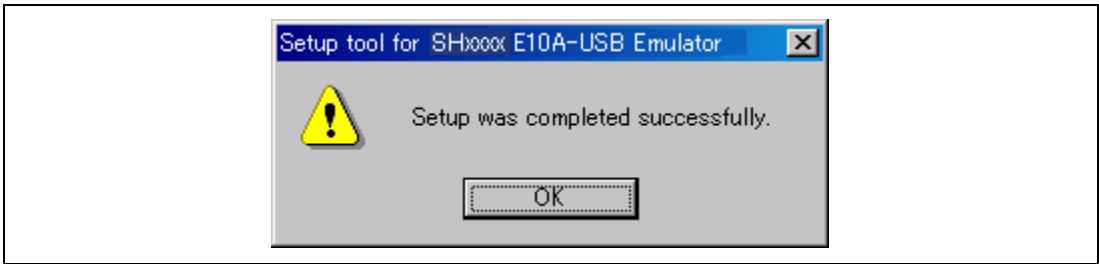 Setup tool for SHxxxx E10A-USB Emulator
Setup was completed successfully.
OK